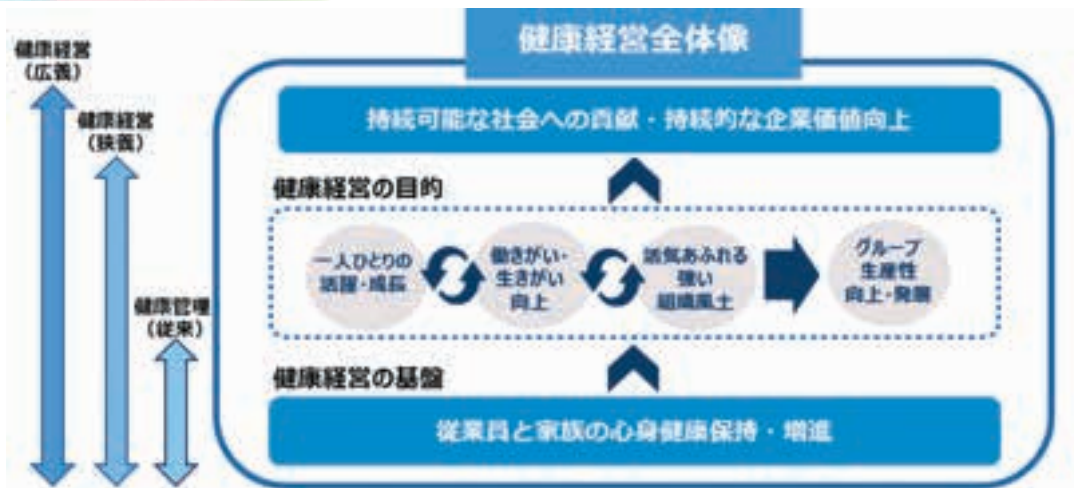 健康経営全体像
健康経営
(広義)
健康経営
(狭義)
健康管理
(従来)
持続可能な社会への貢献・持続的な企業価値向上
健康経営の目的
一人ひとりの
活躍・成長
働きがい・
生きがい
向上
活気あふれる
強い
組織風土
グループ
生産性
向上・発展
健康経営の基盤
従業員と家族の心身健康保持・増進